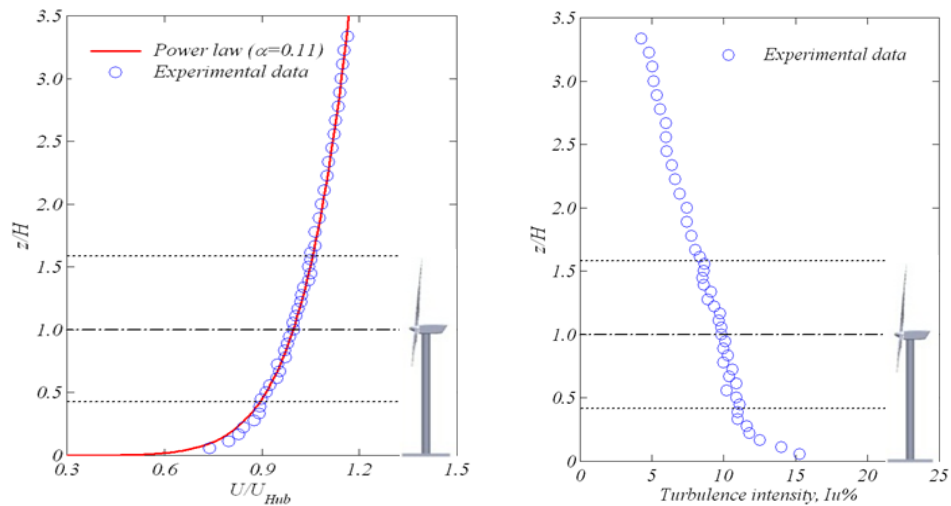 3.5
3.0
2.5
2.0
1.5
1.0
0.5
0
z/H
Power law (α=0.11)
Experimental data
0.3 0.6 0.9 1.2 1.5
U/U_Hub
3.5
3.0
2.5
2.0
1.5
1.0
0.5
0
z/H
Experimental data
0 5 10 15 20 25
Turbulence intensity, Iu%